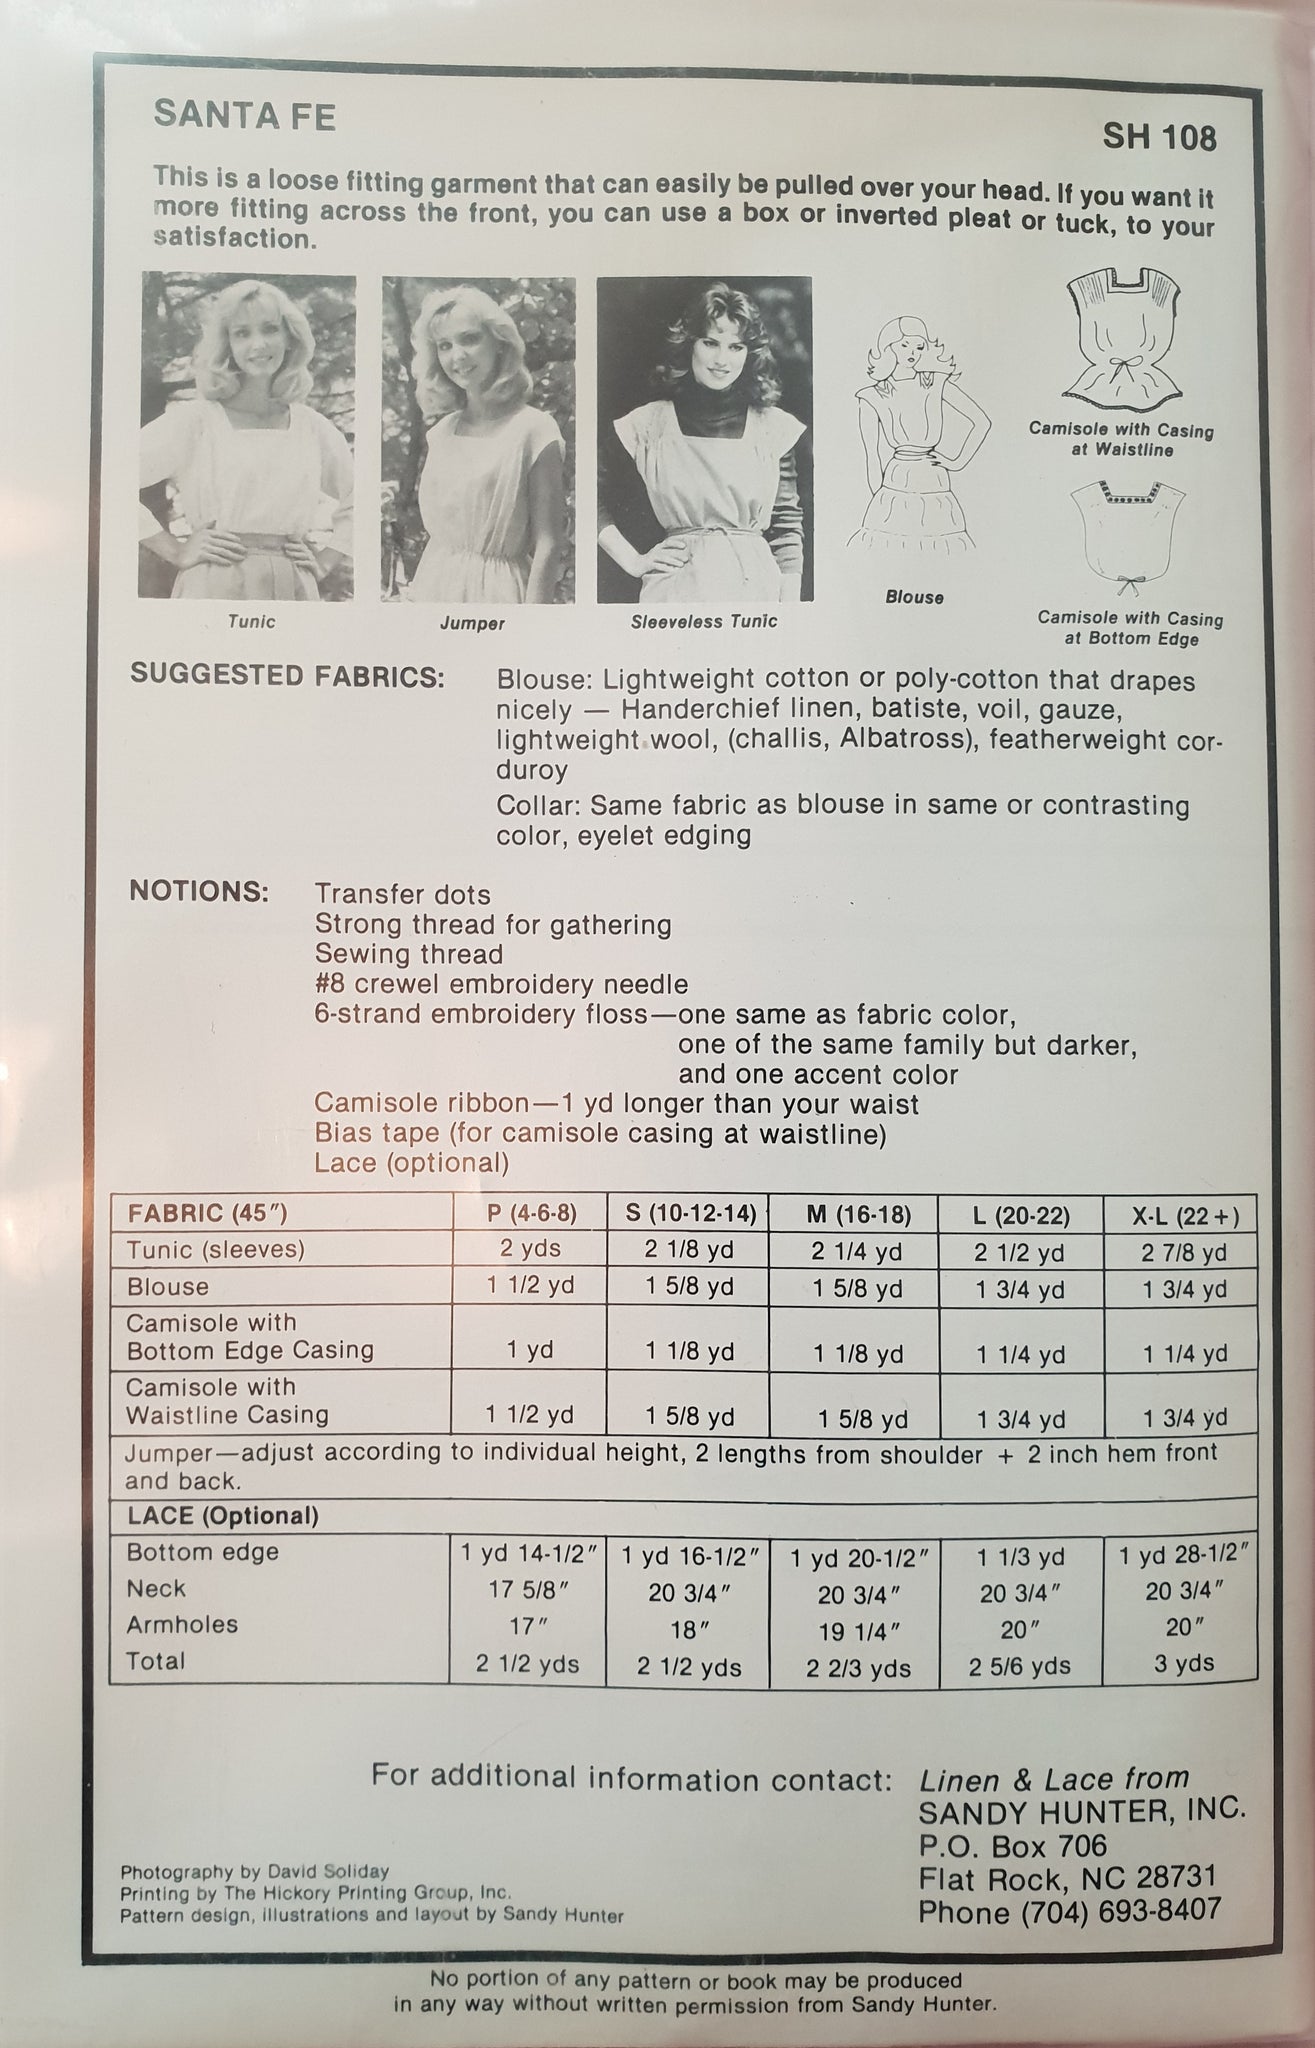 SANTA FE
SH 108
This is a loose fitting garment that can easily be pulled over your head. If you want it
more fitting across the front, you can use a box or inverted pleat or tuck, to your
satisfaction.
Tunic
Jumper
Sleeveless Tunic
Blouse
Camisole with Casing
at Waistline
Camisole with Casing
at Bottom Edge
SUGGESTED FABRICS: Blouse: Lightweight cotton or poly-cotton that drapes
nicely — Handerchief linen, batiste, voil, gauze,
lightweight wool, (challis, Albatross), featherweight cor-
duroy
Collar: Same fabric as blouse in same or contrasting
color, eyelet edging
NOTIONS: Transfer dots
Strong thread for gathering
Sewing thread
#8 crewel embroidery needle
6-strand embroidery floss—one same as fabric color,
one of the same family but darker,
and one accent color
Camisole ribbon—1 yd longer than your waist
Bias tape (for camisole casing at waistline)
Lace (optional)
FABRIC (45″) P (4-6-8) S (10-12-14) M (16-18) L (20-22) X-L (22+)
Tunic (sleeves) 2 yds 2 1/8 yd 2 1/4 yd 2 1/2 yd 2 7/8 yd
Blouse 1 1/2 yd 1 5/8 yd 1 5/8 yd 1 3/4 yd 1 3/4 yd
Camisole with
Bottom Edge Casing 1 yd 1 1/8 yd 1 1/8 yd 1 1/4 yd 1 1/4 yd
Camisole with
Waistline Casing 1 1/2 yd 1 5/8 yd 1 5/8 yd 1 3/4 yd 1 3/4 yd
Jumper—adjust according to individual height, 2 lengths from shoulder + 2 inch hem front
and back.
LACE (Optional)
Bottom edge 1 yd 14-1/2″ 1 yd 16-1/2″ 1 yd 20-1/2″ 1 1/3 yd 1 yd 28-1/2″
Neck 17 5/8″ 20 3/4″ 20 3/4″ 20 3/4″ 20 3/4″
Armholes 17″ 18″ 19 1/4″ 20″ 20″
Total 2 1/2 yds 2 1/2 yds 2 2/3 yds 2 5/6 yds 3 yds
For additional information contact: Linen & Lace from
SANDY HUNTER, INC.
P.O. Box 706
Flat Rock, NC 28731
Phone (704) 693-8407
Photography by David Soliday
Printing by The Hickory Printing Group, Inc.
Pattern design, illustrations and layout by Sandy Hunter
No portion of any pattern or book may be produced
in any way without written permission from Sandy Hunter.